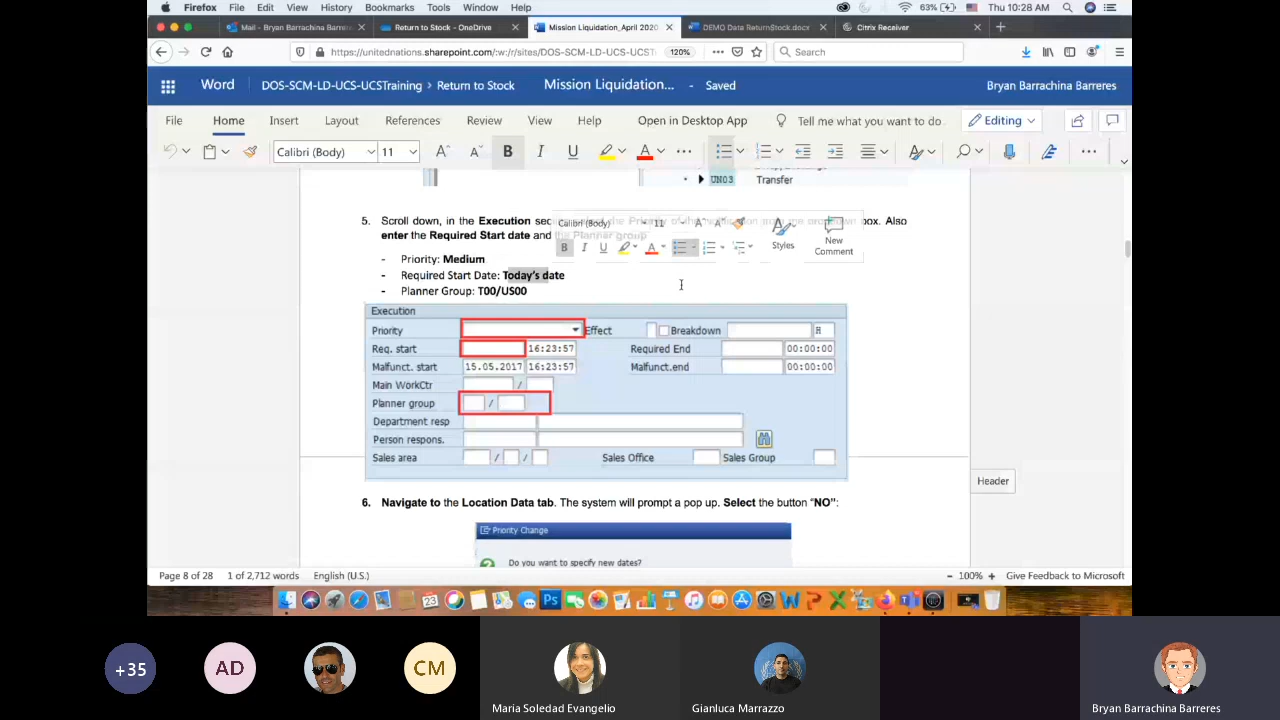 Firefox File Edit View History Bookmarks Tools Window Help 63% Thu 10:28 AM
Mail - Bryan Barrachina Barreire
Return to Stock - OneDrive
Mission Liquidation_April 2020
DEMO Data ReturnStock.docx
Citrix Receiver
https://unitednations.sharepoint.com/:w:/r/sites/DOS-SCM-LD-UCS-UCST 120% Search
Word DOS-SCM-LD-UCS-UCSTraining > Return to Stock Mission Liquidation... - Saved Bryan Barrachina Barreres
File Home Insert Layout References Review View Help Open in Desktop App Tell me what you want to do Editing
Calibri (Body) 11 B I U A
UN03 Transfer
5. Scroll down, in the Execution box. Also
enter the Required Start date and the Planner group
Calibri (Body) 11
B I U A Styles New
Comment
- Priority: Medium
- Required Start Date: Today's date
- Planner Group: T00/US00
Execution
Priority Effect Breakdown H
Req. start 16:23:57 Required End 00:00:00
Malfunct. start 15.05.2017 16:23:57 Malfunct.end 00:00:00
Main WorkCtr /
Planner group /
Department resp
Person respons.
Sales area / / Sales Office Sales Group
Header
6. Navigate to the Location Data tab. The system will prompt a pop up. Select the button "NO":
Priority Change
Do you want to specify new dates?
Page 8 of 28 1 of 2,712 words English (U.S.) - 100% + Give Feedback to Microsoft
+35
AD
CM
Maria Soledad Evangelio
Gianluca Marrazzo
Bryan Barrachina Barreres